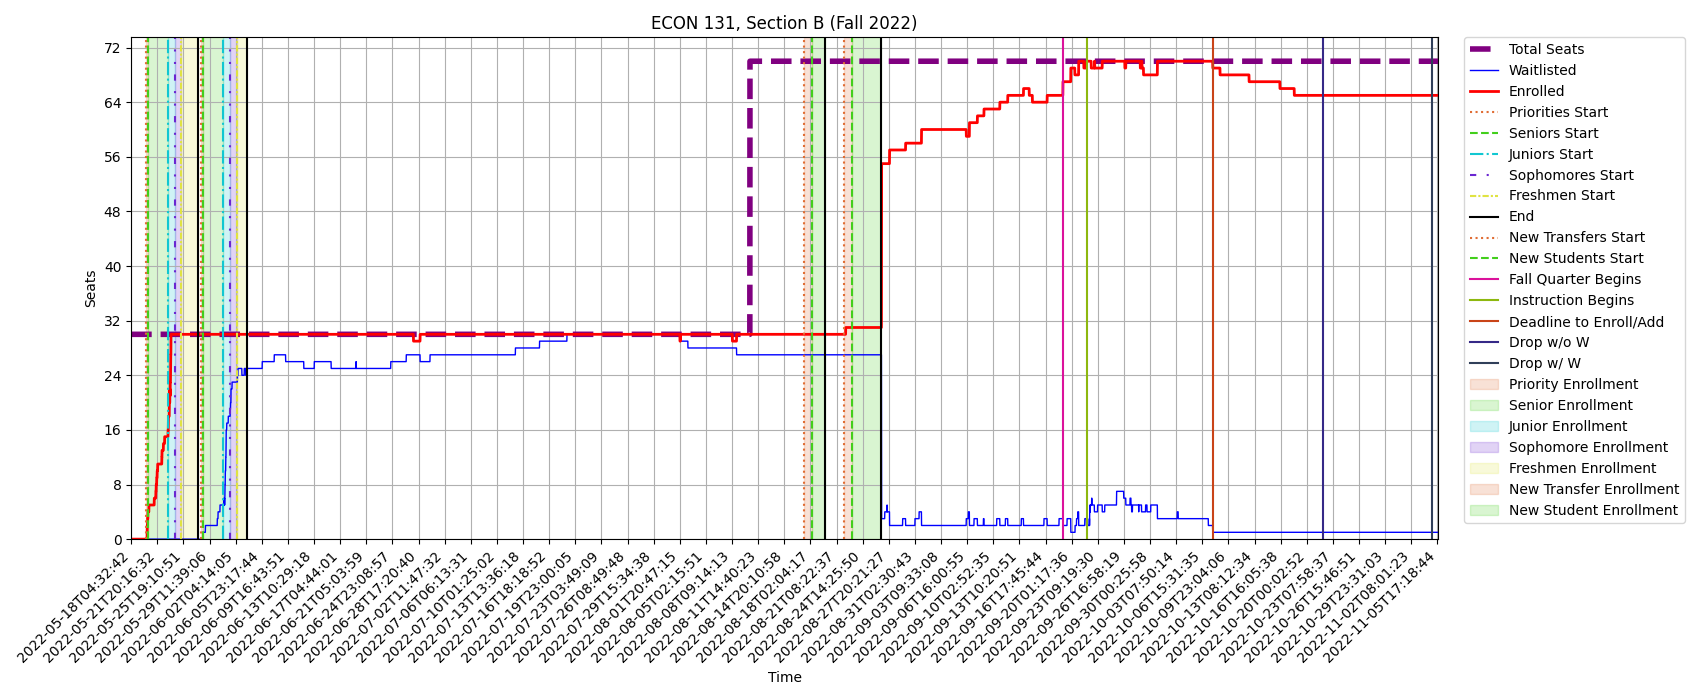 ECON 131, Section B (Fall 2022)
Seats
72
64
56
48
40
32
24
16
8
0
2022-05-18T04:32:42
2022-05-21T20:16:32
2022-05-25T19:10:51
2022-05-29T11:39:06
2022-06-02T04:14:05
2022-06-05T23:17:44
2022-06-09T16:43:51
2022-06-13T10:29:18
2022-06-17T04:44:01
2022-06-21T05:03:59
2022-06-24T23:08:57
2022-06-28T17:20:40
2022-07-02T11:47:32
2022-07-06T06:13:31
2022-07-10T01:25:02
2022-07-13T13:36:18
2022-07-16T18:18:52
2022-07-19T23:00:05
2022-07-23T03:49:09
2022-07-26T08:49:48
2022-07-29T15:34:38
2022-08-01T20:47:15
2022-08-05T02:15:51
2022-08-08T09:14:13
2022-08-11T14:40:23
2022-08-14T20:10:58
2022-08-18T02:04:17
2022-08-21T08:22:37
2022-08-24T14:25:50
2022-08-27T20:21:27
2022-08-31T02:30:43
2022-09-03T09:33:08
2022-09-06T16:00:55
2022-09-10T02:52:35
2022-09-13T10:20:51
2022-09-16T17:45:44
2022-09-20T01:17:36
2022-09-23T09:19:30
2022-09-26T16:58:19
2022-09-30T00:25:58
2022-10-03T07:50:14
2022-10-06T15:31:35
2022-10-09T23:04:06
2022-10-13T08:12:34
2022-10-16T16:05:38
2022-10-20T00:02:52
2022-10-23T07:58:37
2022-10-26T15:46:51
2022-10-29T23:31:03
2022-11-02T08:01:23
2022-11-05T17:18:44
Time
Total Seats
Waitlisted
Enrolled
Priorities Start
Seniors Start
Juniors Start
Sophomores Start
Freshmen Start
End
New Transfers Start
New Students Start
Fall Quarter Begins
Instruction Begins
Deadline to Enroll/Add
Drop w/o W
Drop w/ W
Priority Enrollment
Senior Enrollment
Junior Enrollment
Sophomore Enrollment
Freshmen Enrollment
New Transfer Enrollment
New Student Enrollment